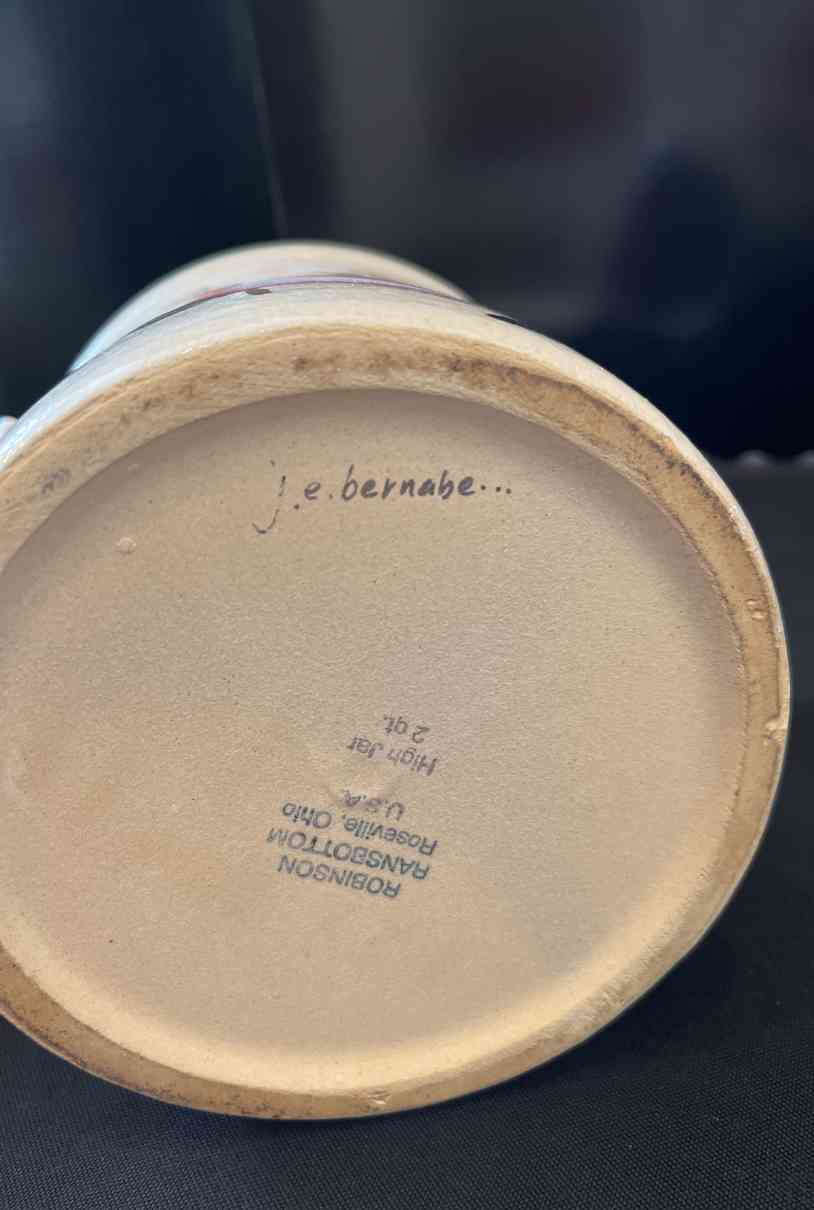 j.e.bernabe...
ROBINSON
RANSBOTTOM
Roseville, Ohio
U.S.A.
High Jar
2 qt.